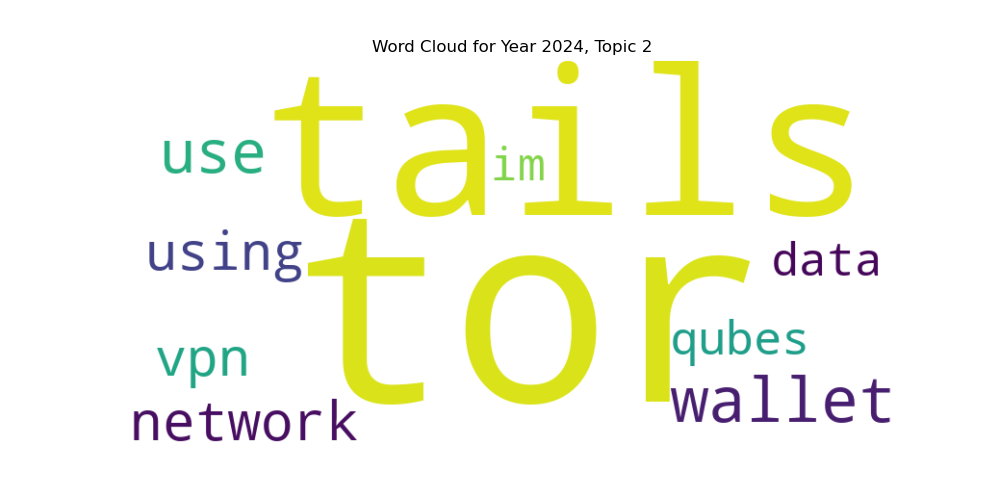 Word Cloud for Year 2024, Topic 2
tails
use
im
using
tor
data
vpn
qubes
network
wallet